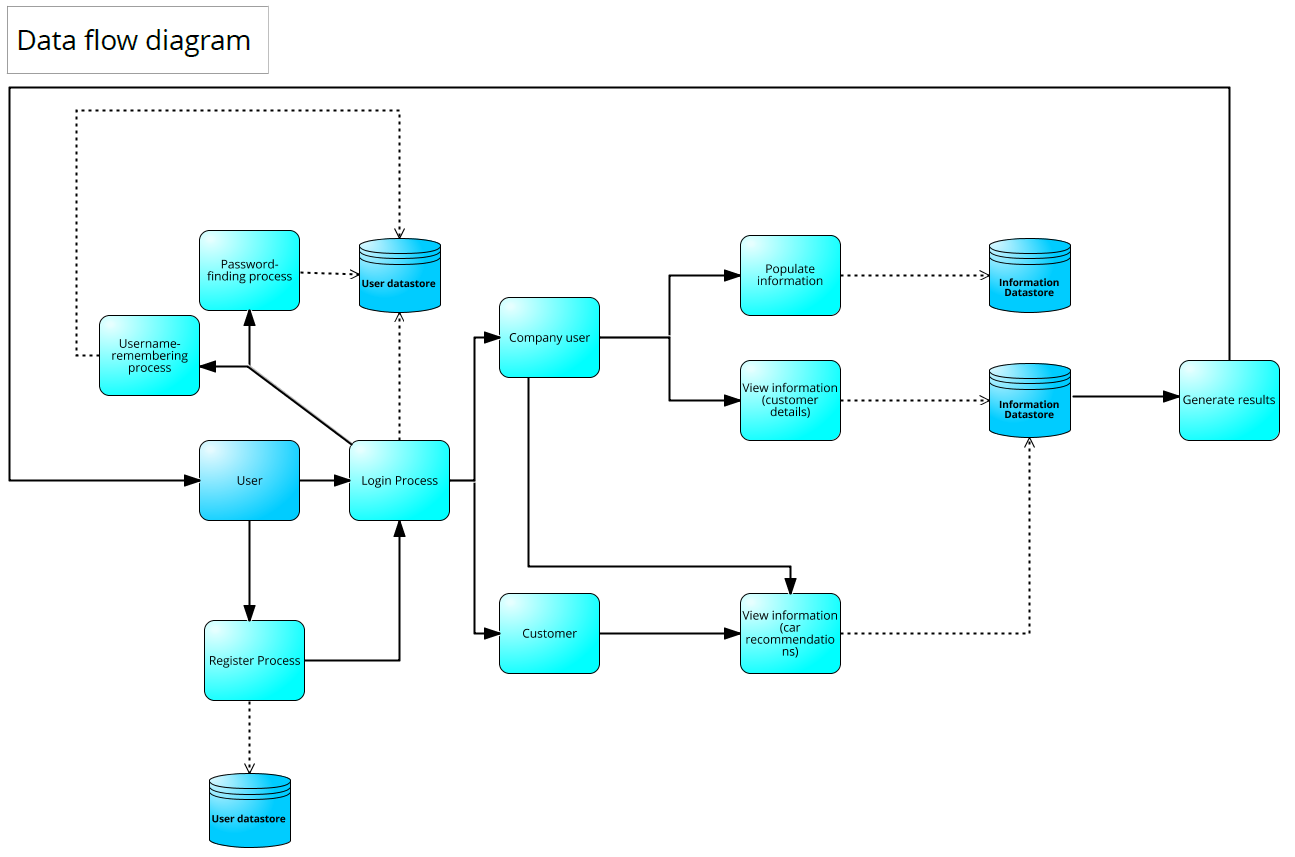 Data flow diagram
Password-
finding process
User datastore
Username-
remembering
process
User
Login Process
Register Process
User datastore
Company user
Customer
Populate
information
View information
(customer
details)
View information
(car
recommendatio
ns)
Information
Datastore
Information
Datastore
Generate results